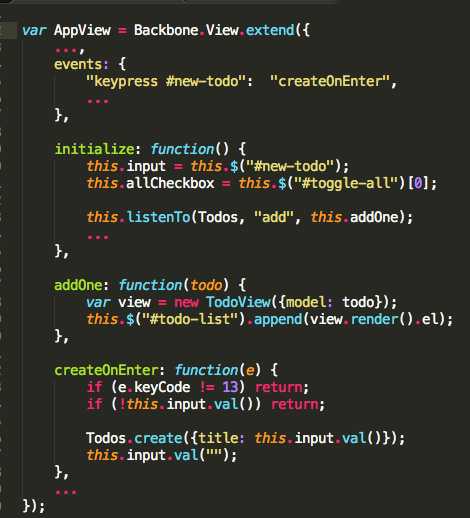 var AppView = Backbone.View.extend({
...,
events: {
"keypress #new-todo":  "createOnEnter",
...
},
initialize: function() {
this.input = this.$("#new-todo");
this.allCheckbox = this.$("#toggle-all")[0];
this.listenTo(Todos, "add", this.addOne);
...
},
addOne: function(todo) {
var view = new TodoView({model: todo});
this.$("#todo-list").append(view.render().el);
},
createOnEnter: function(e) {
if (e.keyCode != 13) return;
if (!this.input.val()) return;
Todos.create({title: this.input.val()});
this.input.val("");
},
...
});